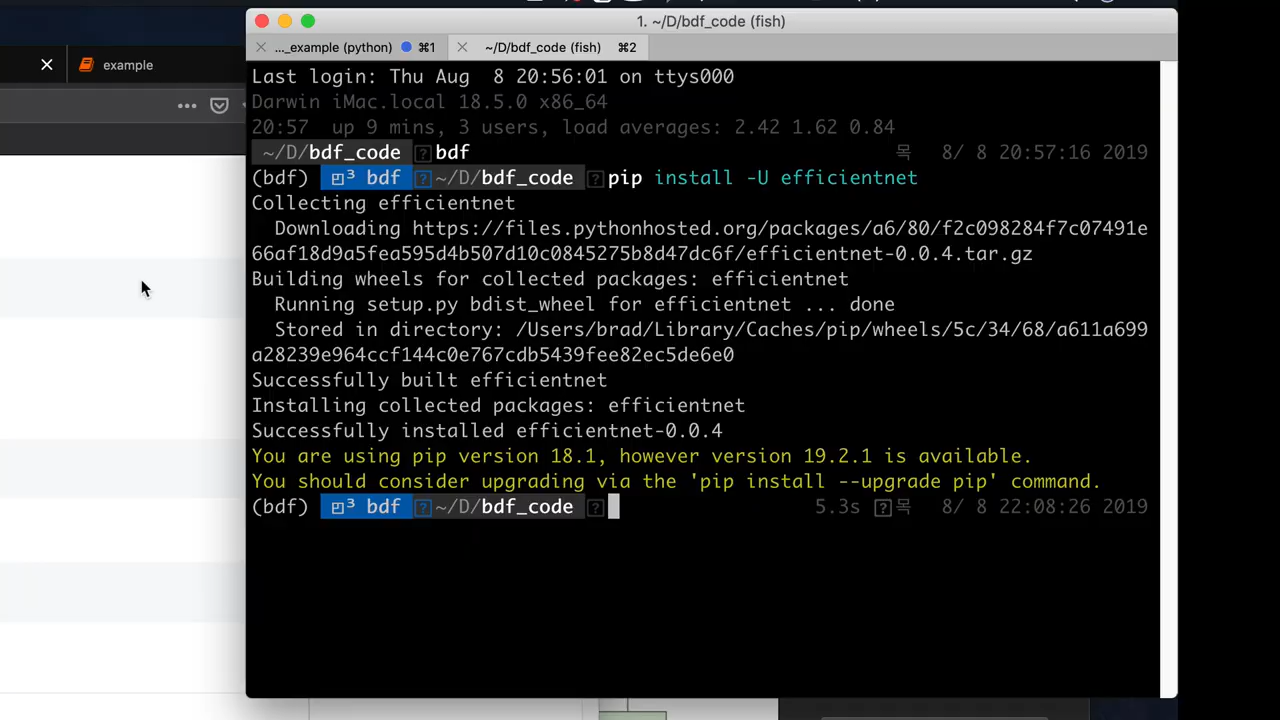 1. ~/D/bdf_code (fish)
..._example (python) ⌘1 ~/D/bdf_code (fish) ⌘2
example
Last login: Thu Aug  8 20:56:01 on ttys000
Darwin iMac.local 18.5.0 x86_64
20:57  up 9 mins, 3 users, load averages: 2.42 1.62 0.84
~/D/bdf_code bdf 목 8/ 8 20:57:16 2019
(bdf) ³ bdf ~/D/bdf_code pip install -U efficientnet
Collecting efficientnet
Downloading https://files.pythonhosted.org/packages/a6/80/f2c098284f7c07491e
66af18d9a5fea595d4b507d10c0845275b8d47dc6f/efficientnet-0.0.4.tar.gz
Building wheels for collected packages: efficientnet
Running setup.py bdist_wheel for efficientnet ... done
Stored in directory: /Users/brad/Library/Caches/pip/wheels/5c/34/68/a611a699
a28239e964ccf144c0e767cdb5439fee82ec5de6e0
Successfully built efficientnet
Installing collected packages: efficientnet
Successfully installed efficientnet-0.0.4
You are using pip version 18.1, however version 19.2.1 is available.
You should consider upgrading via the 'pip install --upgrade pip' command.
(bdf) ³ bdf ~/D/bdf_code 5.3s 목 8/ 8 22:08:26 2019